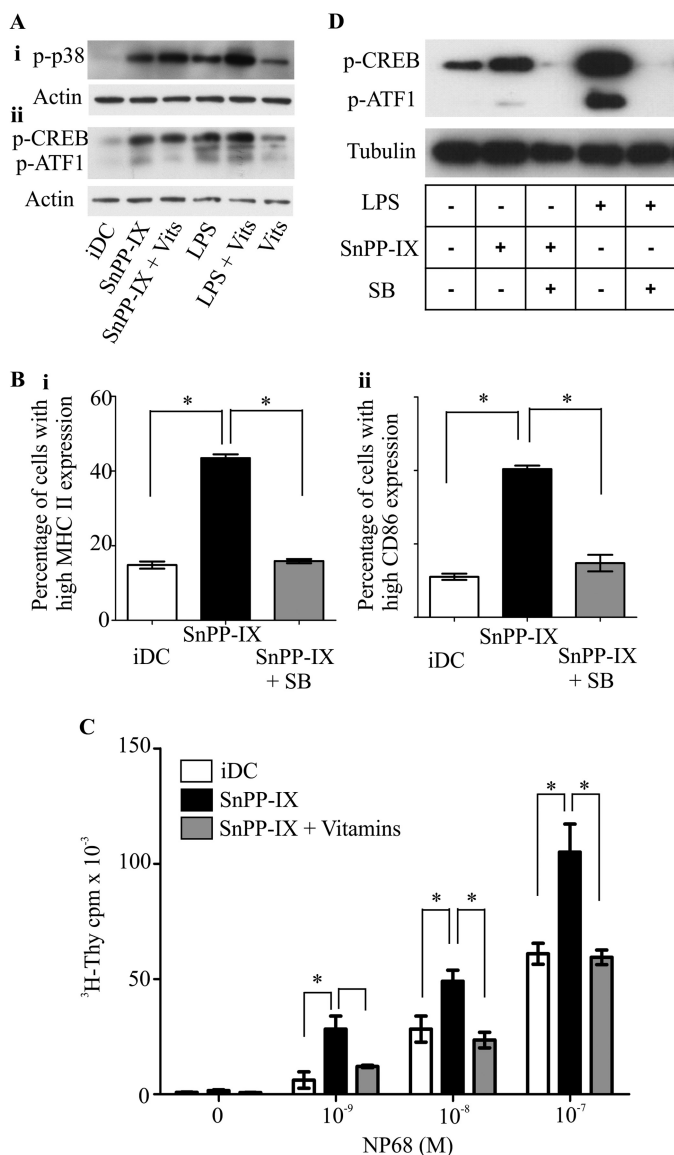 A
i
p-p38
Actin
ii
p-CREB
p-ATF1
Actin
iDC
SnPP-IX
SnPP-IX + Vits
LPS
LPS + Vits
Vits
D
p-CREB
p-ATF1
Tubulin
LPS - - - + +
SnPP-IX - + + - -
SB - - + - +
B
i
Percentage of cells with
high MHC II expression
60
40
20
0
* *
iDC
SnPP-IX
SnPP-IX
+ SB
ii
Percentage of cells with
high CD86 expression
* *
iDC
SnPP-IX
SnPP-IX
+ SB
C
³H-Thy cpm x 10⁻³
150
100
50
0
iDC
SnPP-IX
SnPP-IX + Vitamins
*
* *
* *
0 10⁻⁹ 10⁻⁸ 10⁻⁷
NP68 (M)